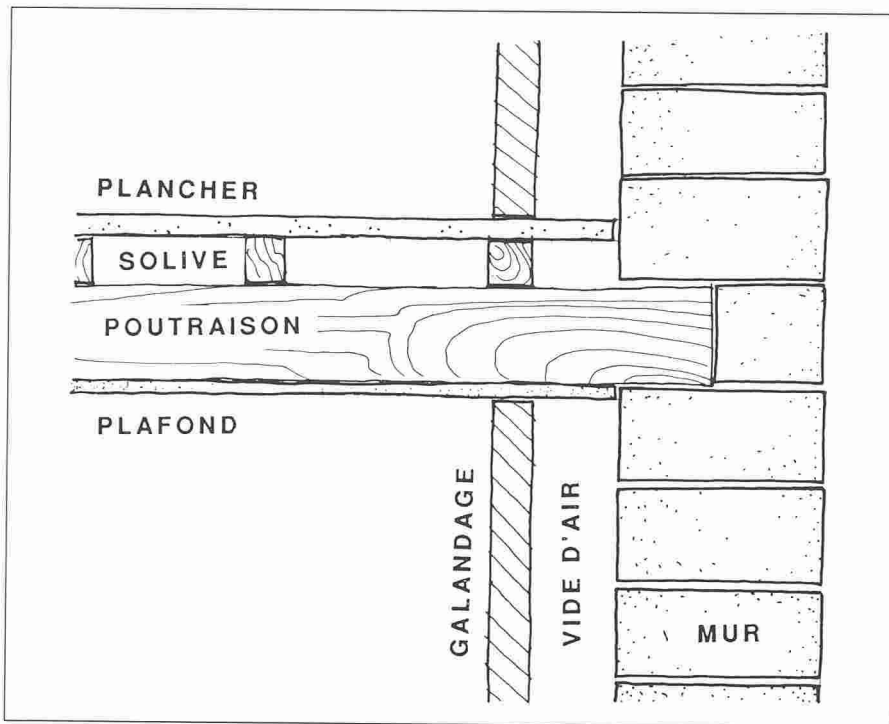 PLANCHER
SOLIVE
POUTRAISON
PLAFOND
GALANDAGE
VIDE D'AIR
MUR